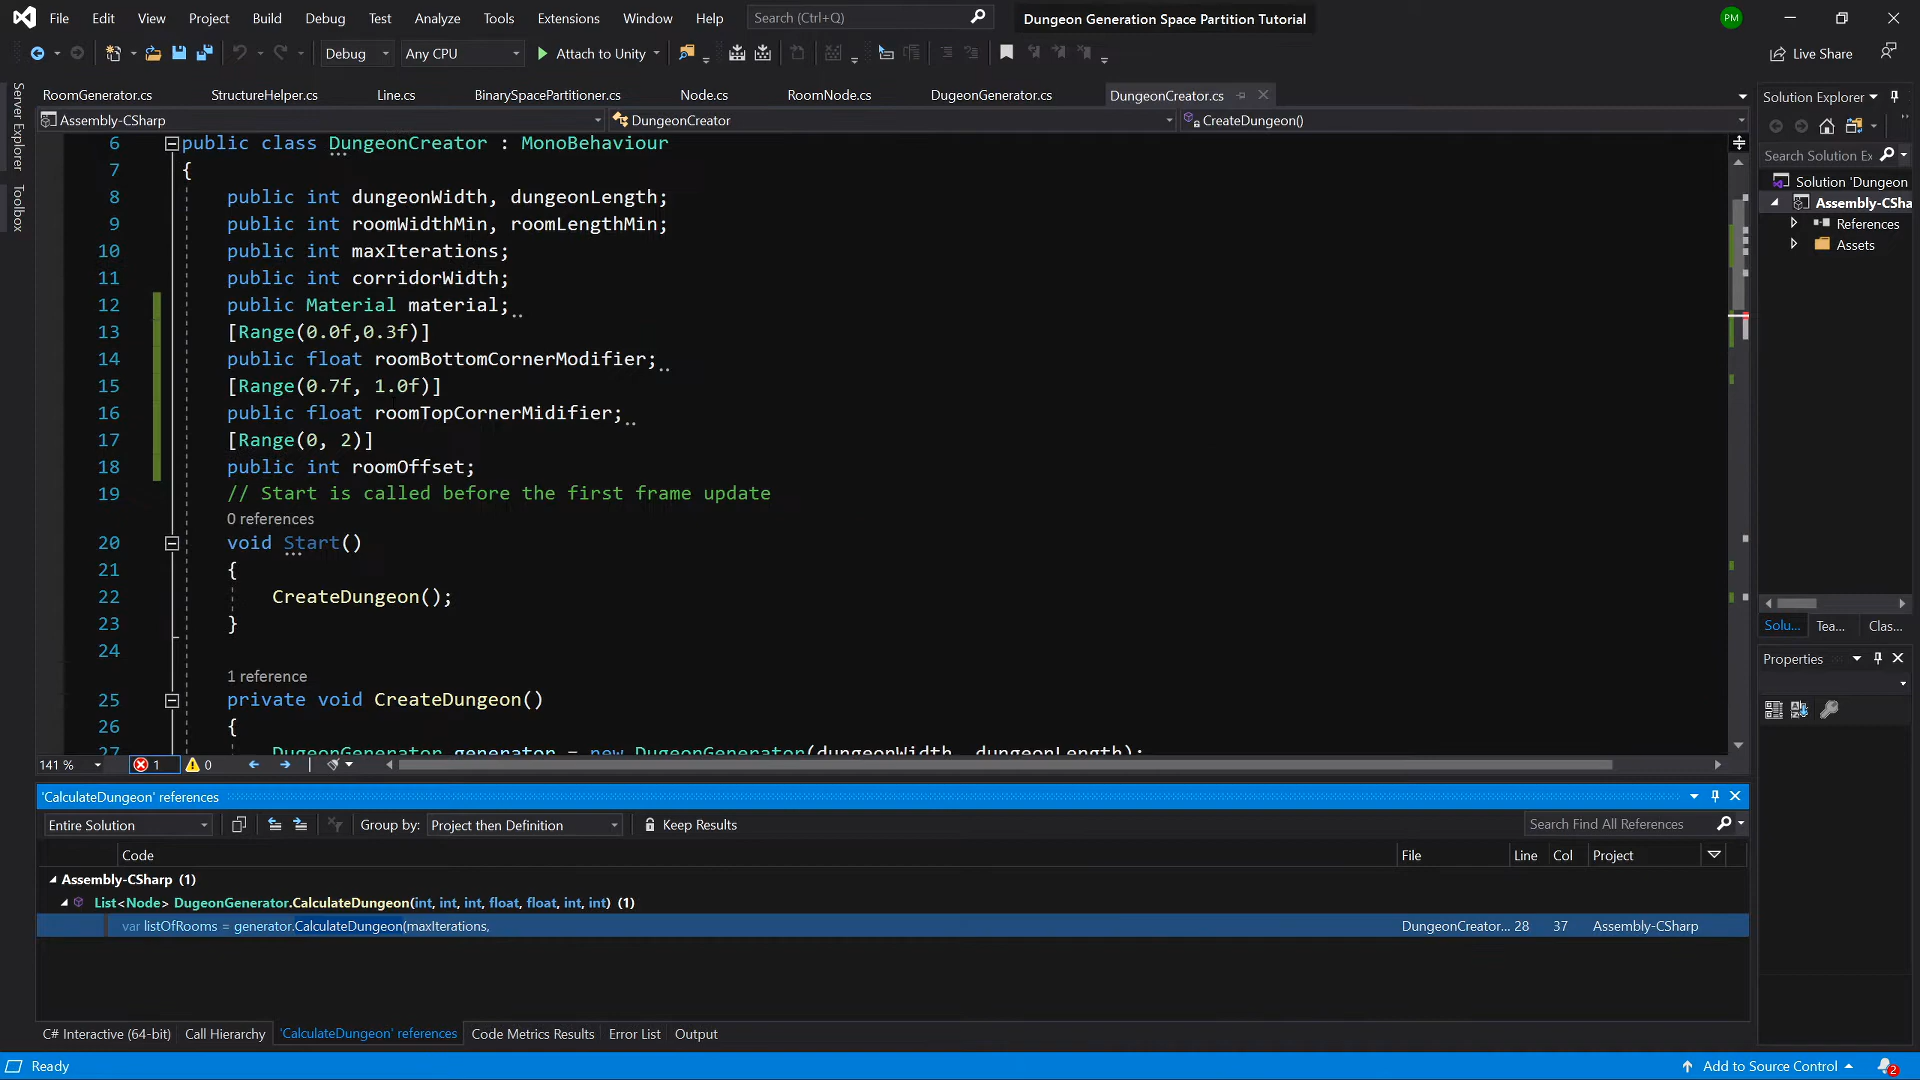 File Edit View Project Build Debug Test Analyze Tools Extensions Window Help Search (Ctrl+Q) Dungeon Generation Space Partition Tutorial PM
Debug Any CPU Attach to Unity Live Share
Server Explorer
Toolbox
RoomGenerator.cs StructureHelper.cs Line.cs BinarySpacePartitioner.cs Node.cs RoomNode.cs DugeonGenerator.cs DungeonCreator.cs
Assembly-CSharp DungeonCreator CreateDungeon()
6 public class DungeonCreator : MonoBehaviour
7 {
8 public int dungeonWidth, dungeonLength;
9 public int roomWidthMin, roomLengthMin;
10 public int maxIterations;
11 public int corridorWidth;
12 public Material material;
13 [Range(0.0f,0.3f)]
14 public float roomBottomCornerModifier;
15 [Range(0.7f, 1.0f)]
16 public float roomTopCornerMidifier;
17 [Range(0, 2)]
18 public int roomOffset;
19 // Start is called before the first frame update
0 references
20 void Start()
21 {
22 CreateDungeon();
23 }
24
1 reference
25 private void CreateDungeon()
26 {
27 DugeonGenerator generator = new DugeonGenerator(dungeonWidth, dungeonLength);
141 % 1 0
'CalculateDungeon' references
Entire Solution Group by: Project then Definition Keep Results Search Find All References
Code File Line Col Project
Assembly-CSharp (1)
List<Node> DugeonGenerator.CalculateDungeon(int, int, int, float, float, int, int) (1)
var listOfRooms = generator.CalculateDungeon(maxIterations, DungeonCreator... 28 37 Assembly-CSharp
C# Interactive (64-bit) Call Hierarchy 'CalculateDungeon' references Code Metrics Results Error List Output
Ready Add to Source Control 2
Solution Explorer
Search Solution Ex
Solution 'Dungeon
Assembly-CSha
References
Assets
Solu... Tea... Clas...
Properties